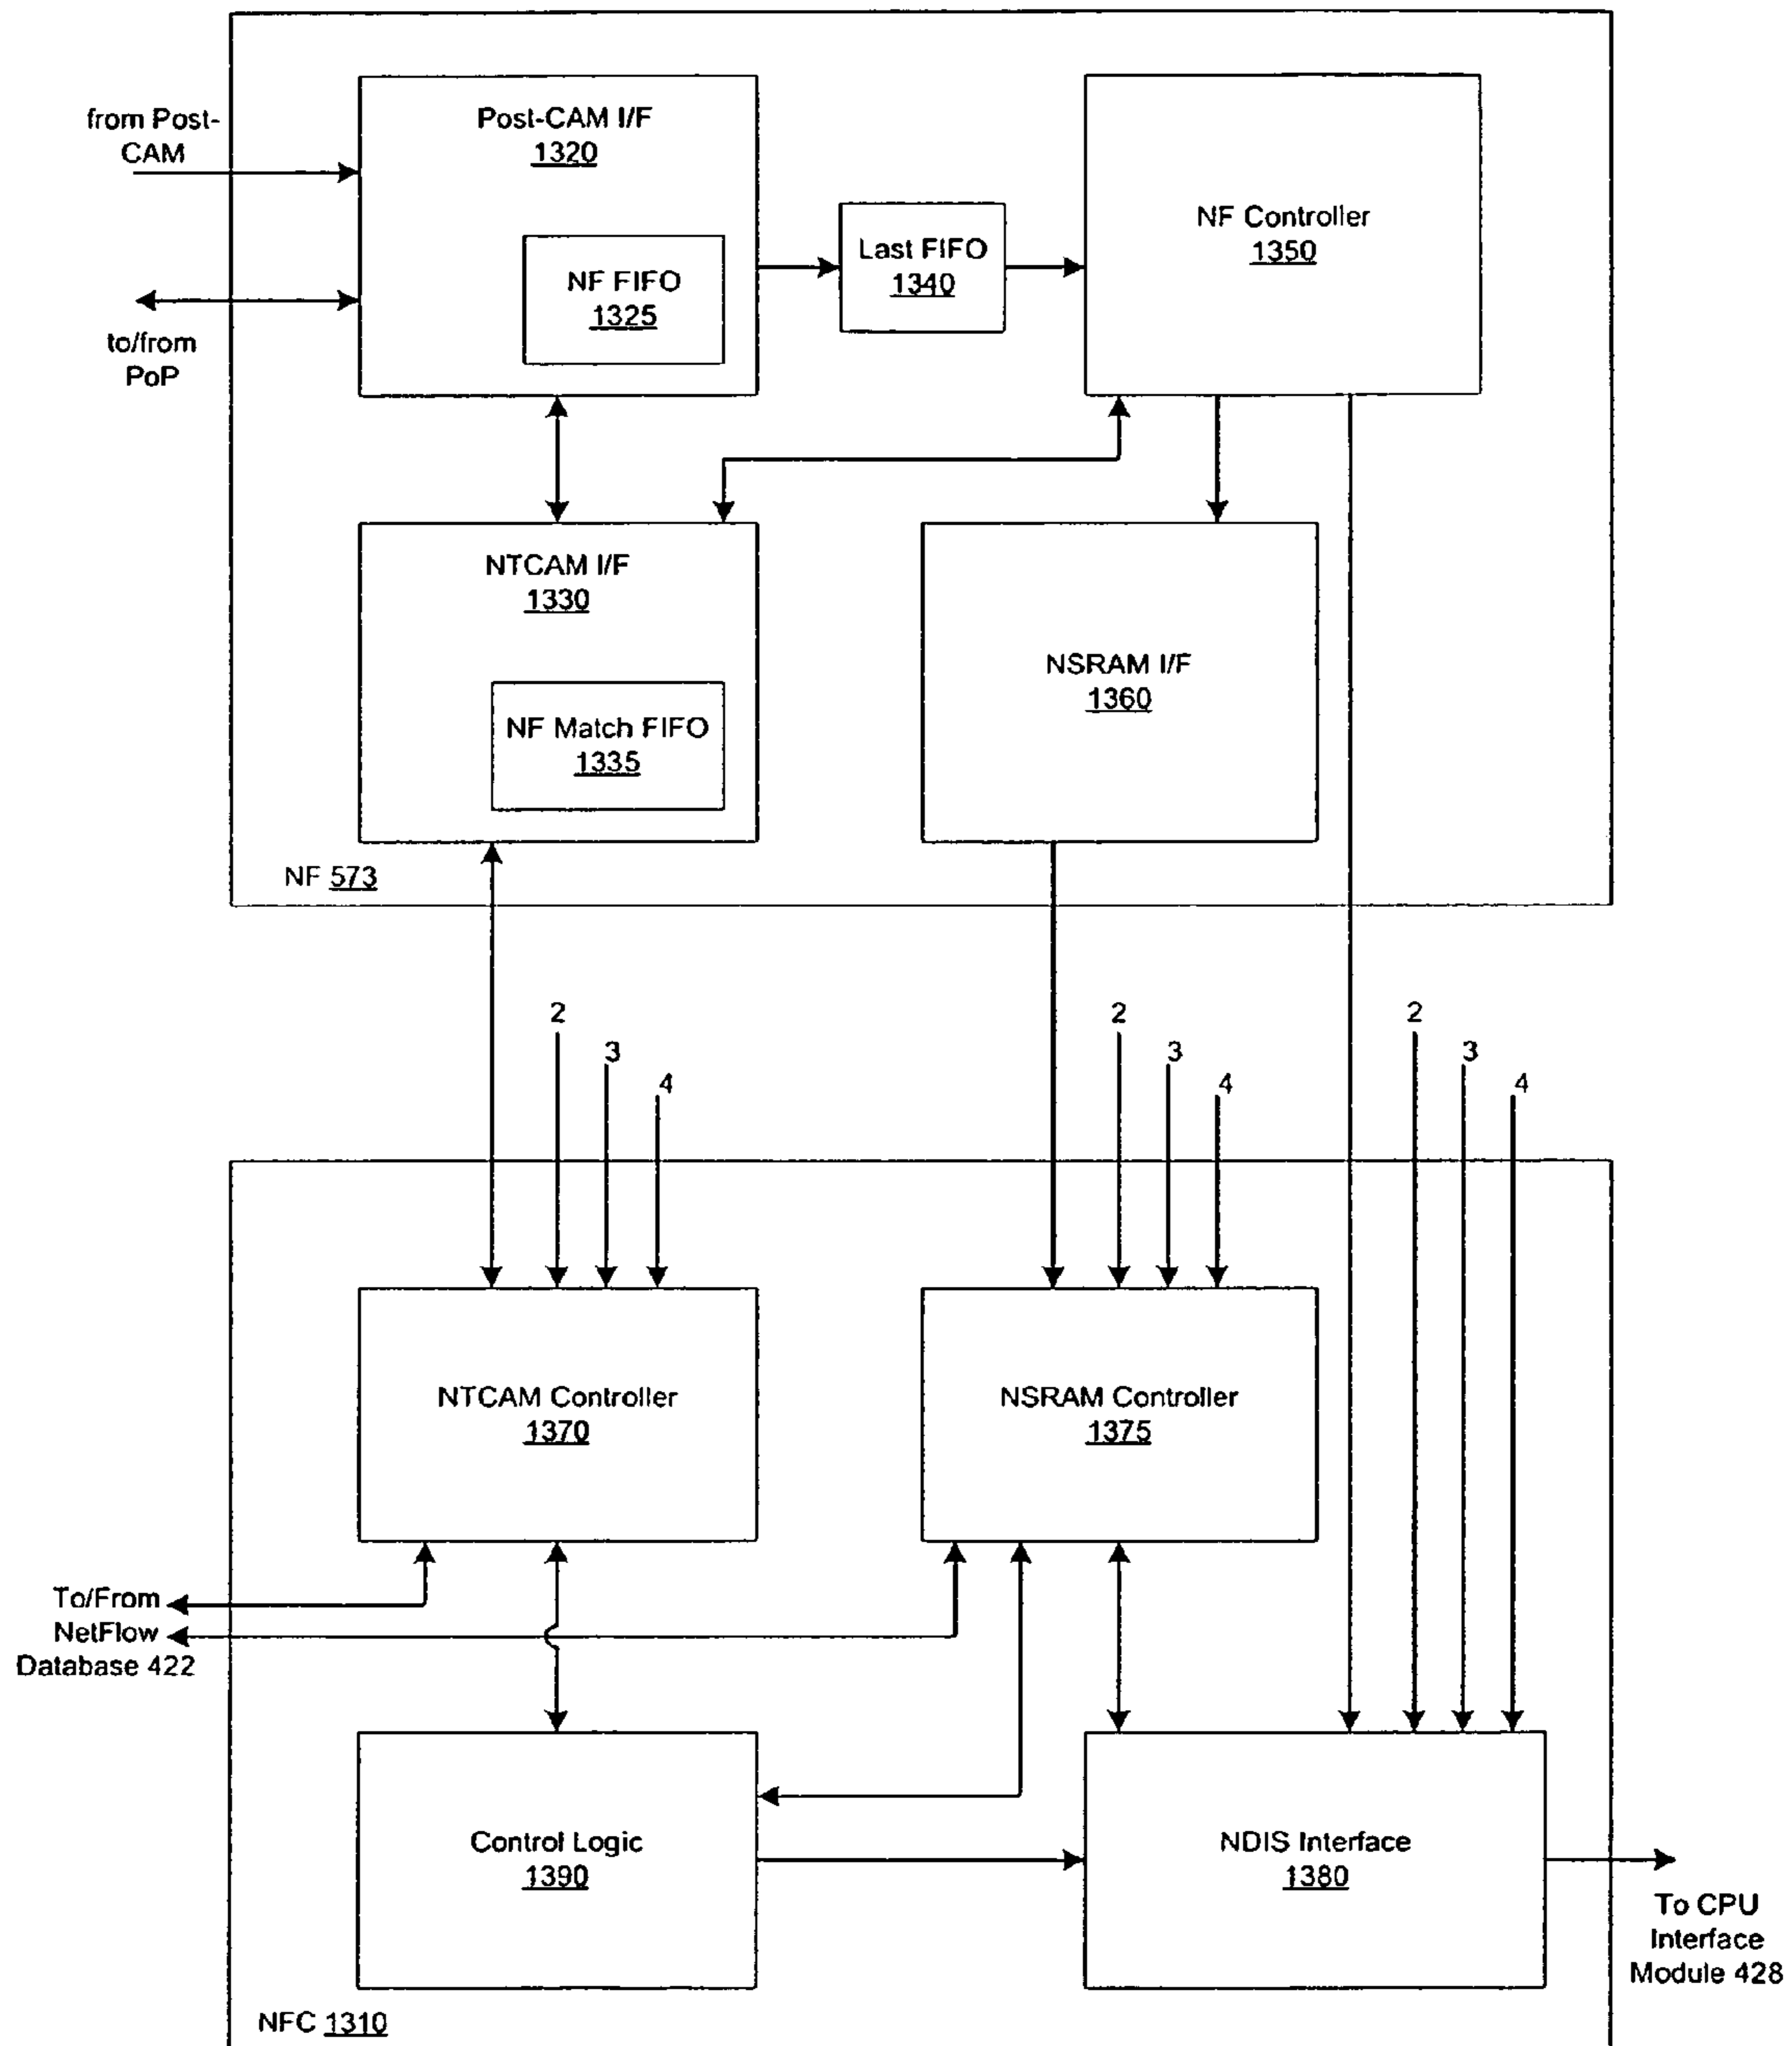 from Post-
CAM
Post-CAM I/F
1320
NF FIFO
1325
to/from
PoP
Last FIFO
1340
NF Controller
1350
NTCAM I/F
1330
NF Match FIFO
1335
NSRAM I/F
1360
NF 573
2
3
4
2
3
4
2
3
4
NTCAM Controller
1370
NSRAM Controller
1375
To/From
NetFlow
Database 422
Control Logic
1390
NDIS Interface
1380
To CPU
Interface
Module 428
NFC 1310